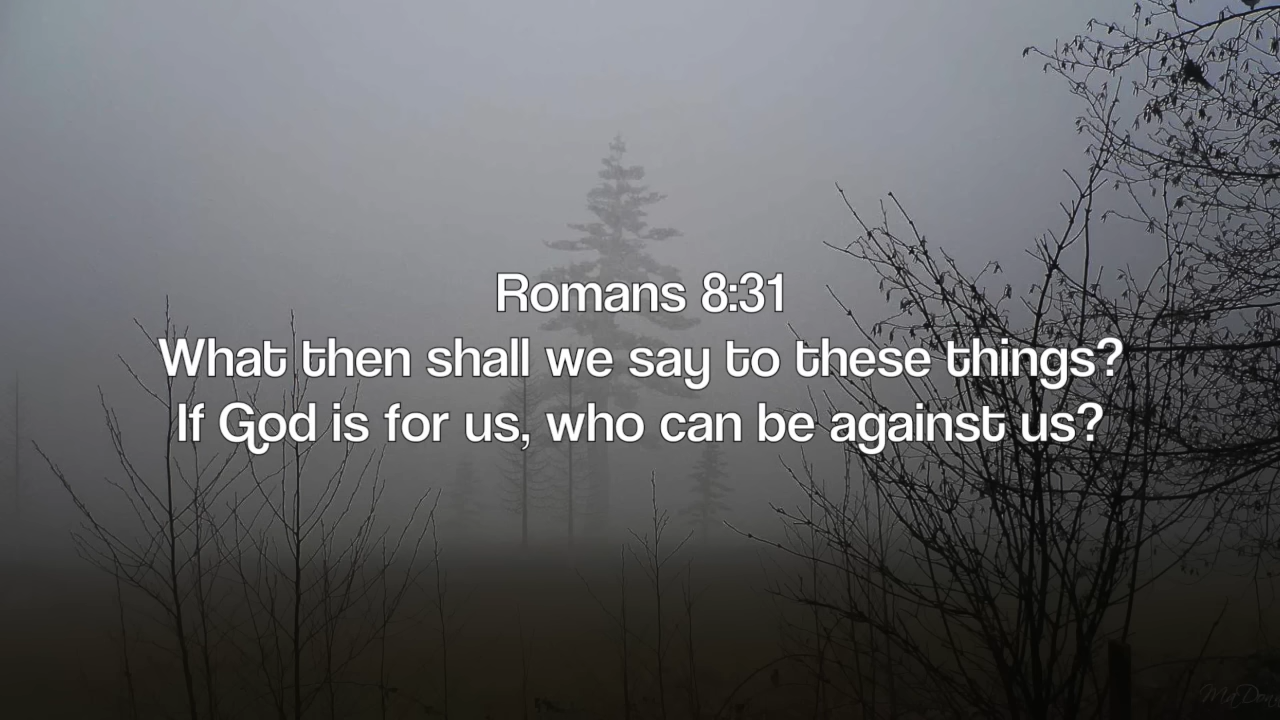 Romans 8:31
What then shall we say to these things?
If God is for us, who can be against us?